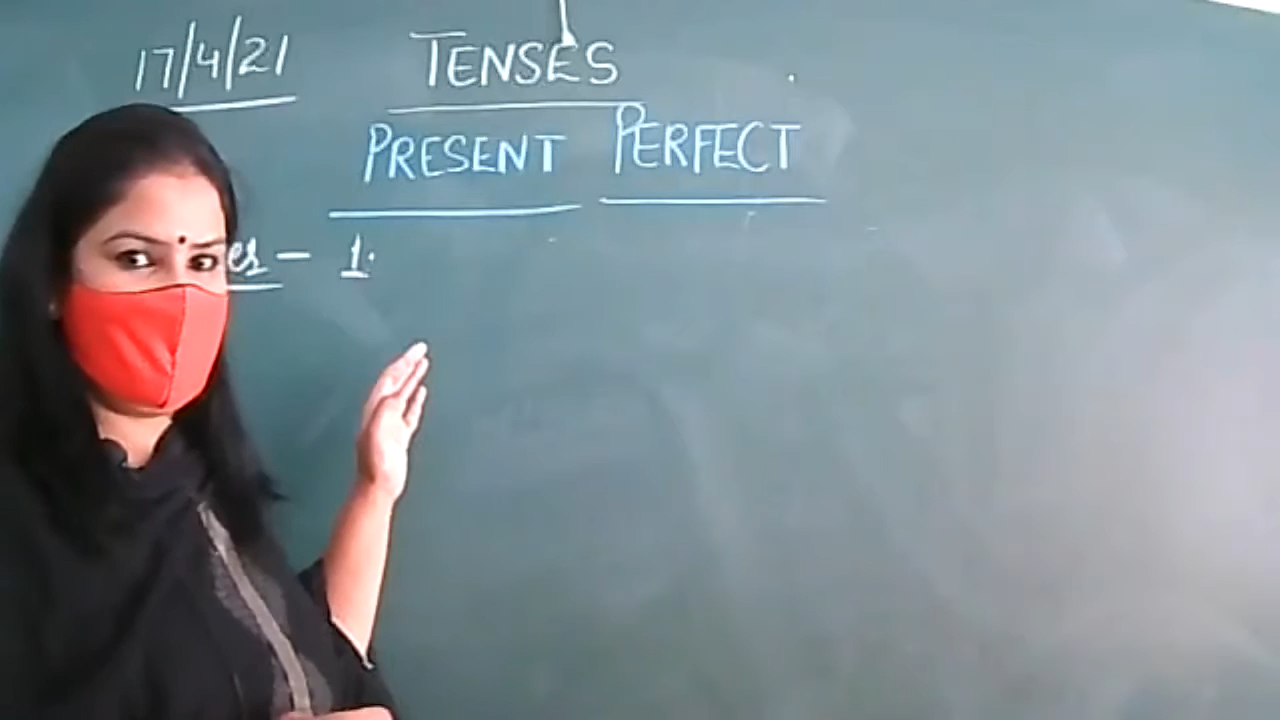 17/4/21 TENSES
PRESENT PERFECT
– 1.